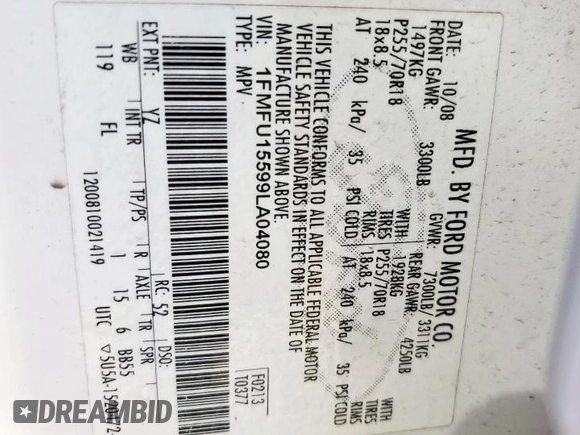 MFD. BY FORD MOTOR CO.
DATE: 10/08 GVWR: 7300LB/ 3311KG
FRONT GAWR: 3300LB REAR GAWR: 4250LB
1497KG WITH 1928KG WITH
P255/70R18 TIRES P255/70R18 TIRES
18x8.5 RIMS 18x8.5 RIMS
AT 240 kPa/ 35 PSI COLD AT 240 kPa/ 35 PSI COLD
THIS VEHICLE CONFORMS TO ALL APPLICABLE FEDERAL MOTOR
VEHICLE SAFETY STANDARDS IN EFFECT ON THE DATE OF
MANUFACTURE SHOWN ABOVE.
1FMFU15599LA04080 F0213
TYPE: MPV T0377
EXT PNT: YZ RC: 52 DSO:
WB INT TR TP/PS R AXLE TR SPR
119 FL 1 15 6 BB55
1200810021419 UTC
DREAMBID